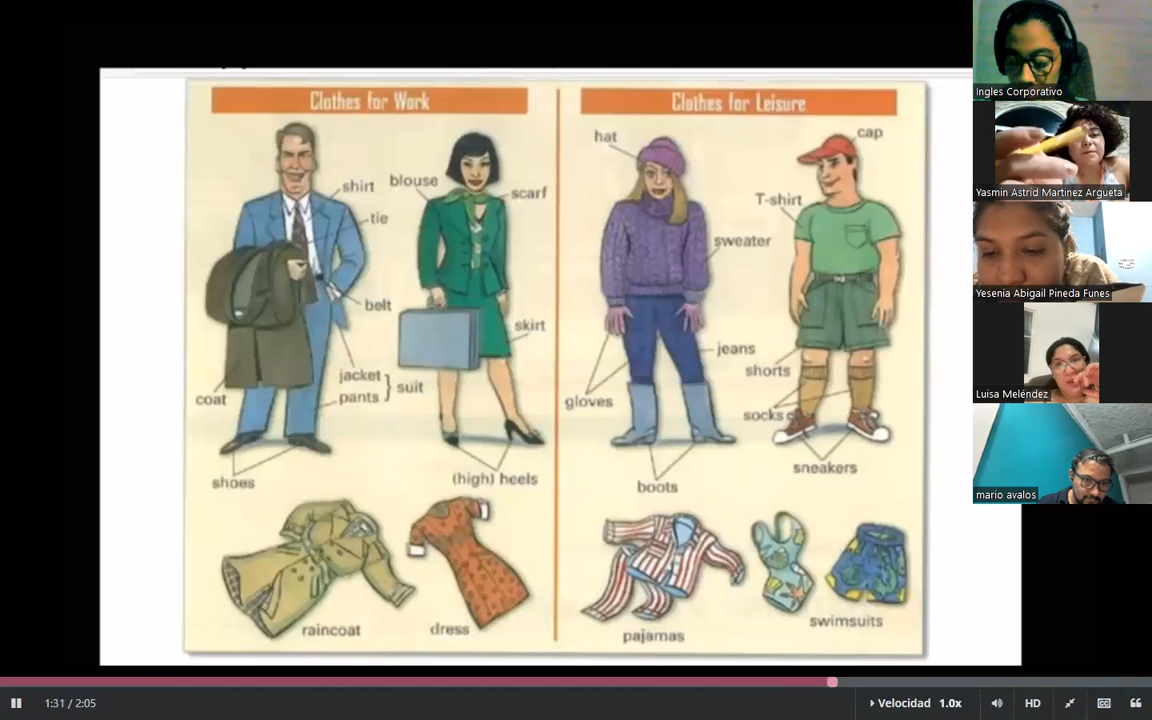 Clothes for Work
Clothes for Leisure
shirt
blouse
scarf
tie
belt
skirt
jacket
pants
suit
coat
shoes
(high) heels
raincoat
dress
hat
cap
T-shirt
sweater
jeans
shorts
gloves
socks
sneakers
boots
pajamas
swimsuits
Ingles Corporativo
Yasmin Astrid Martinez Argueta
Yesenia Abigail Pineda Funes
Luisa Meléndez
mario avalos
1:31 / 2:05
Velocidad 1.0x
HD